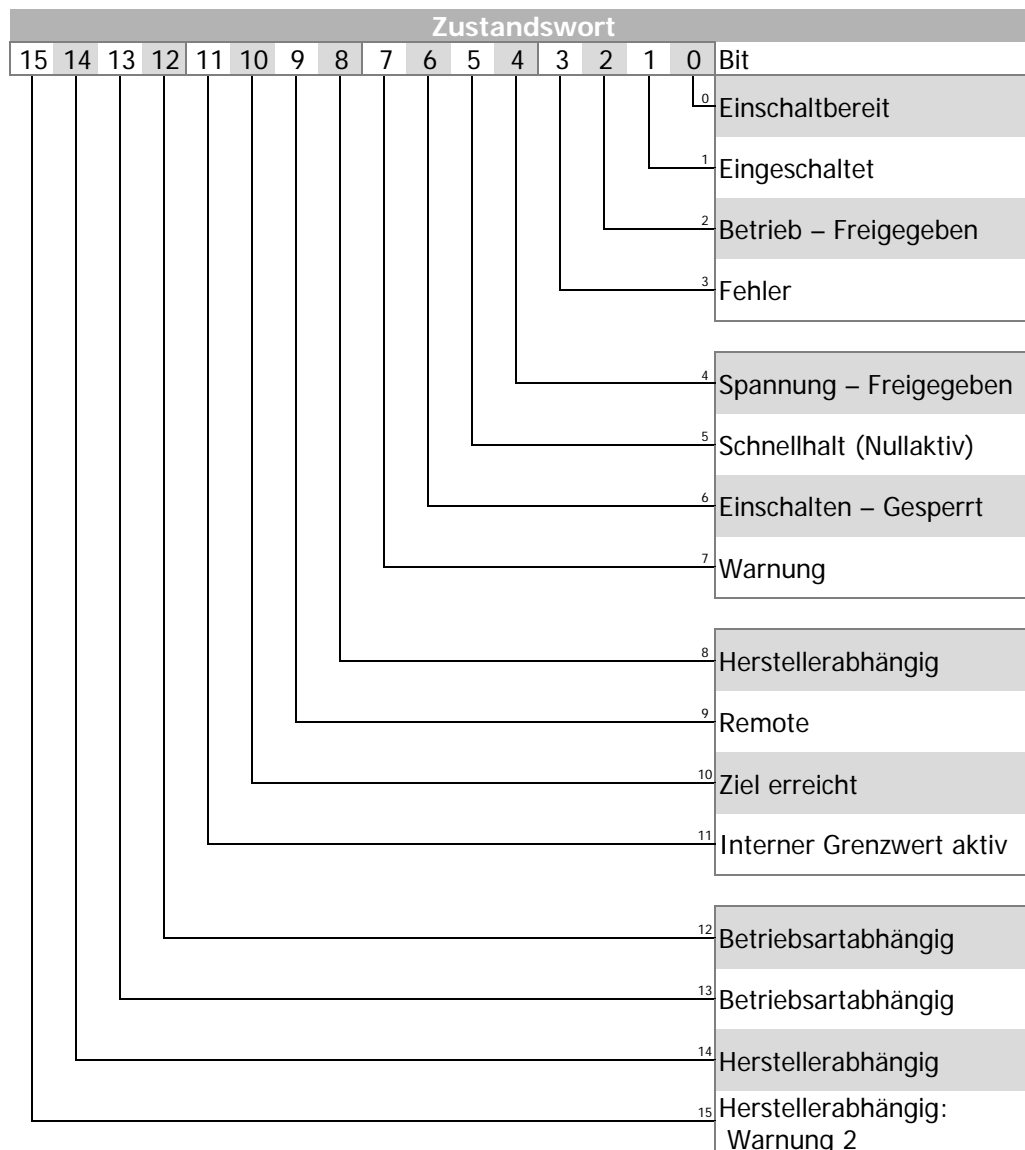 Zustandswort
15 14 13 12 11 10 9 8 7 6 5 4 3 2 1 0 Bit
0 Einschaltbereit
1 Eingeschaltet
2 Betrieb – Freigegeben
3 Fehler
4 Spannung – Freigegeben
5 Schnellhalt (Nullaktiv)
6 Einschalten – Gesperrt
7 Warnung
8 Herstellerabhängig
9 Remote
10 Ziel erreicht
11 Interner Grenzwert aktiv
12 Betriebsartabhängig
13 Betriebsartabhängig
14 Herstellerabhängig
15 Herstellerabhängig:
Warnung 2